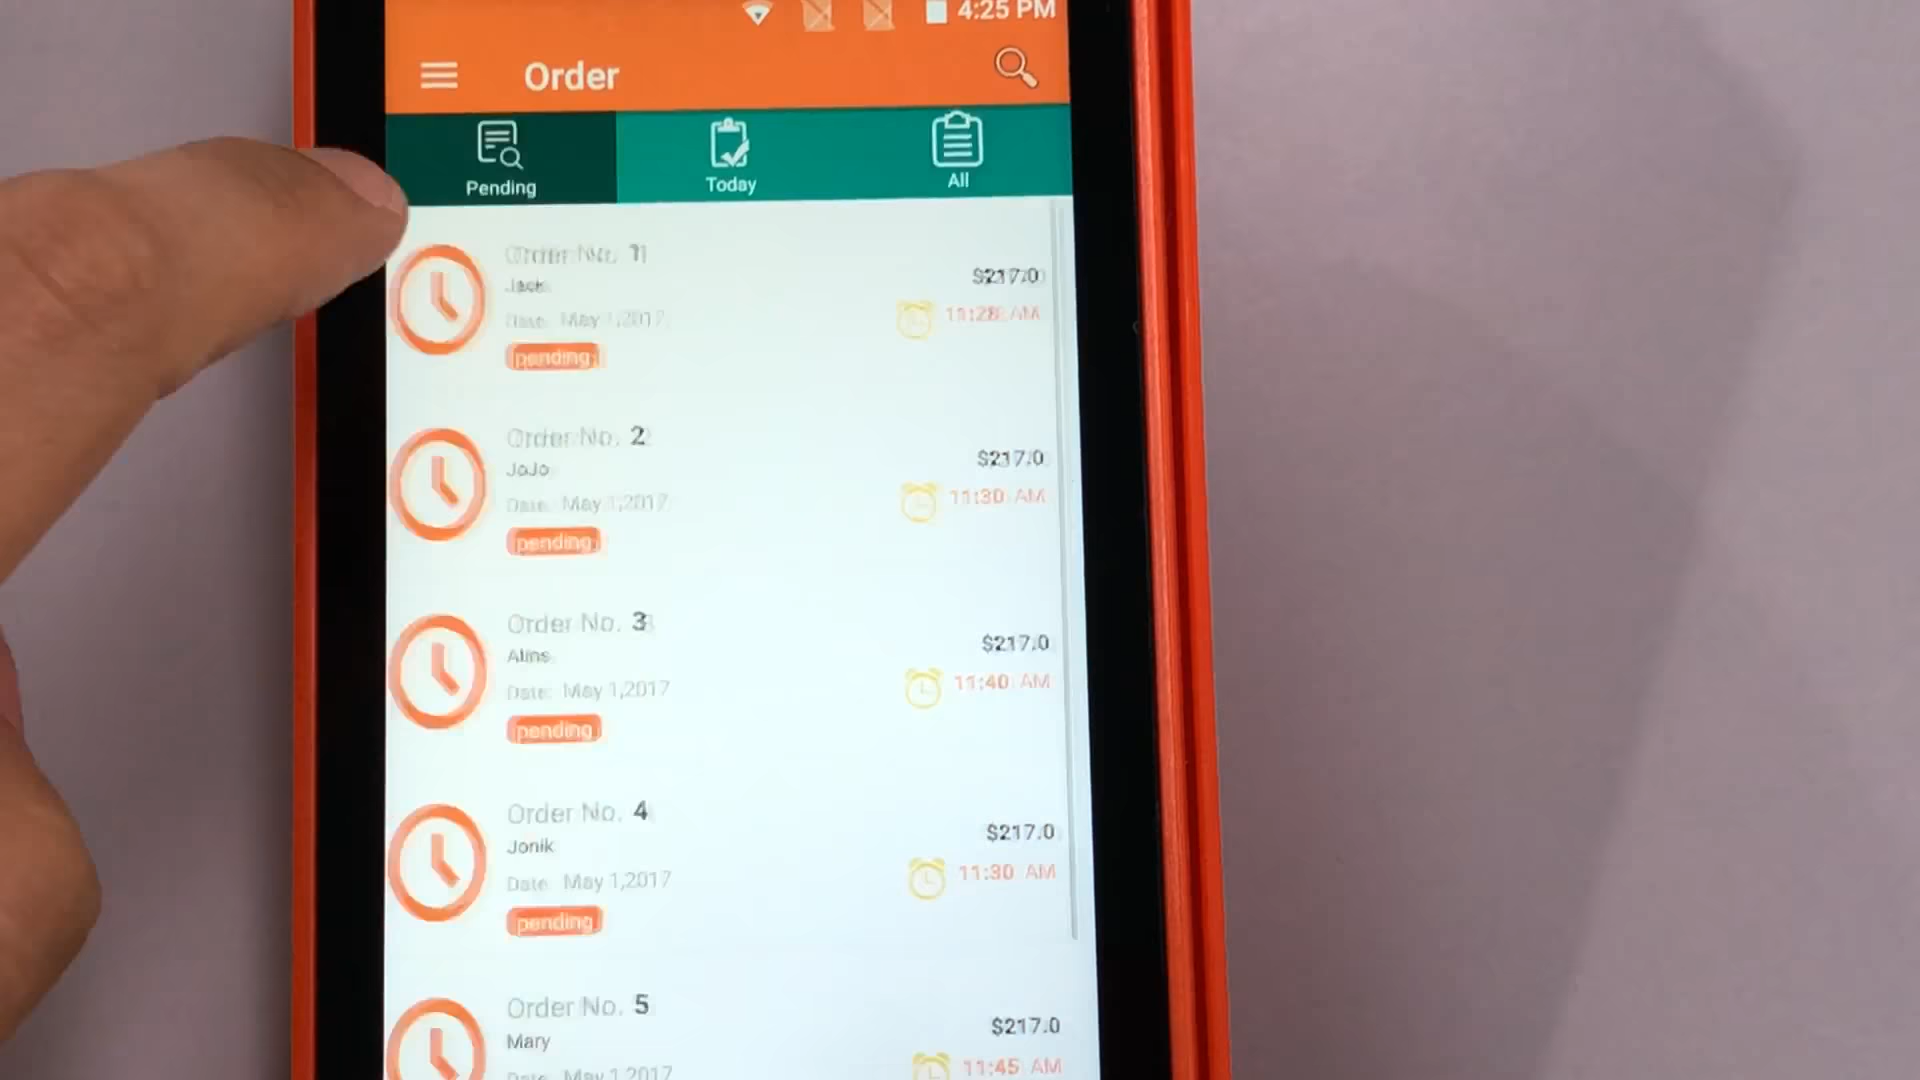 4:25 PM
Order
Pending
Today
All
Order No. 1
Jack
$217.0
Date: May 1,2017
11:28 AM
pending
Order No. 2
JoJo
$217.0
Date: May 1,2017
11:30 AM
pending
Order No. 3
$217.0
Date: May 1,2017
11:40 AM
pending
Order No. 4
Jonik
$217.0
Date: May 1,2017
11:30 AM
pending
Order No. 5
Mary
$217.0
Date: May 1,2017
11:45 AM